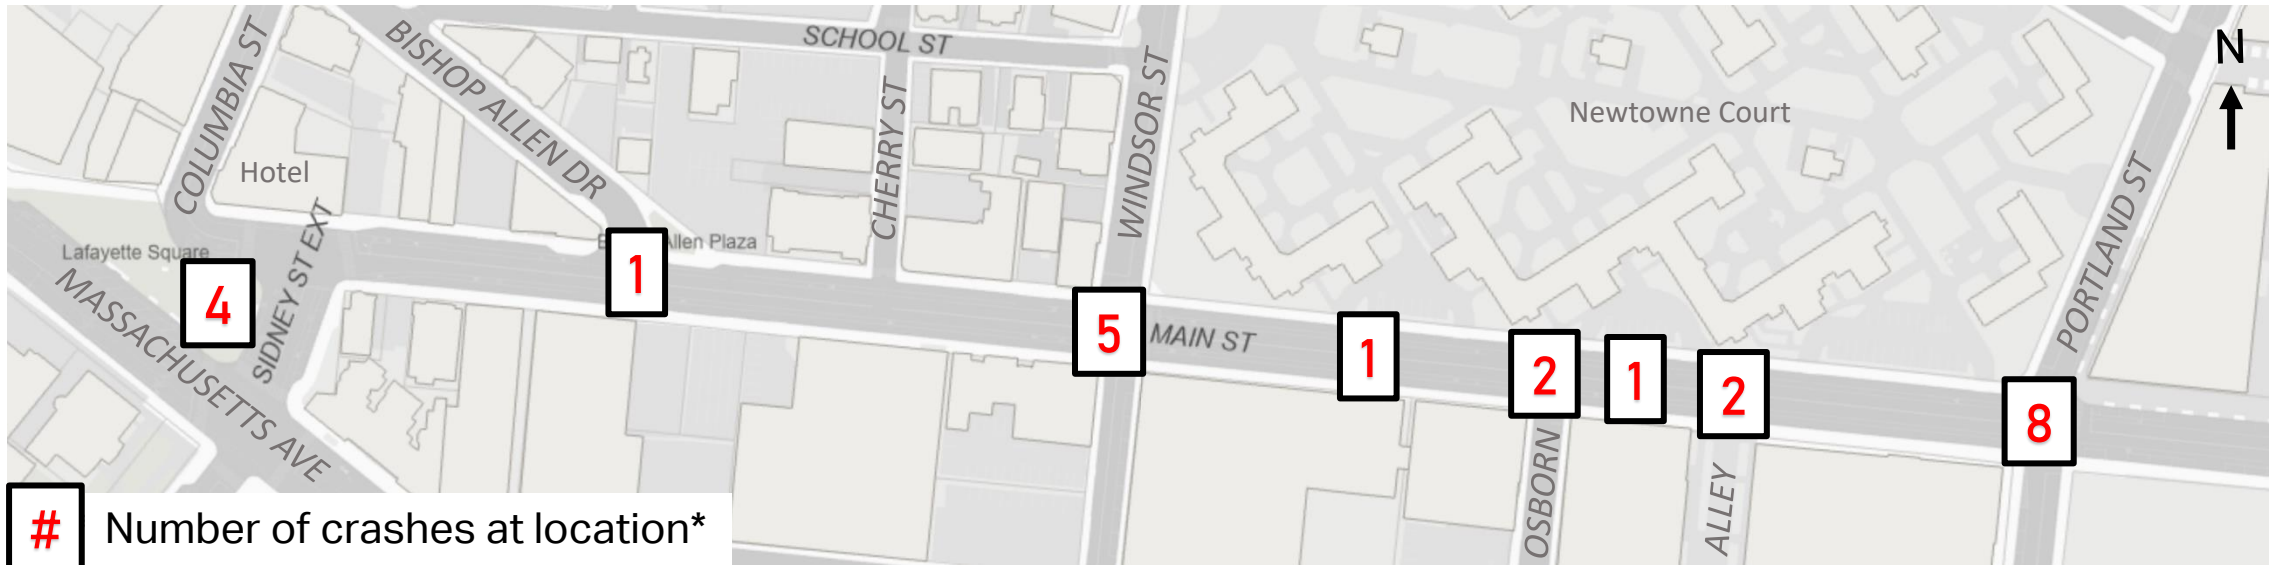 COLUMBIA ST
BISHOP ALLEN DR
SCHOOL ST
CHERRY ST
WINDSOR ST
Newtowne Court
N
PORTLAND ST
Hotel
Lafayette Square
SIDNEY ST EXT
MASSACHUSETTS AVE
Allen Plaza
4
1
5
MAIN ST
1
2
1
2
8
OSBORN
ALLEY
# Number of crashes at location*